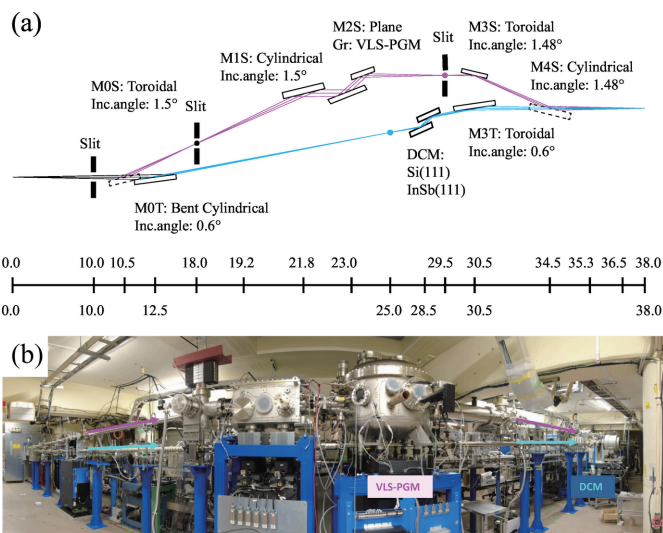 (a)
M2S: Plane
Gr: VLS-PGM
Slit
M3S: Toroidal
Inc.angle: 1.48°
M1S: Cylindrical
Inc.angle: 1.5°
M4S: Cylindrical
Inc.angle: 1.48°
M0S: Toroidal
Inc.angle: 1.5°
Slit
Slit
DCM:
Si(111)
InSb(111)
M3T: Toroidal
Inc.angle: 0.6°
M0T: Bent Cylindrical
Inc.angle: 0.6°
0.0 10.0 10.5 18.0 19.2 21.8 23.0 29.5 30.5 34.5 35.3 36.5 38.0
0.0 10.0 12.5 25.0 28.5 30.5 38.0
(b)
VLS-PGM
DCM